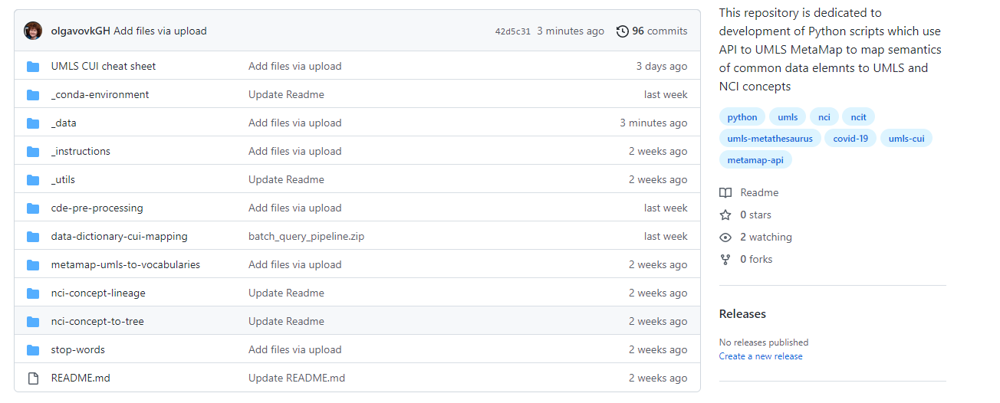 olgavovkGH Add files via upload 42d5c31 3 minutes ago 96 commits
UMLS CUI cheat sheet Add files via upload 3 days ago
_conda-environment Update Readme last week
_data Add files via upload 3 minutes ago
_instructions Add files via upload 2 weeks ago
_utils Update Readme 2 weeks ago
cde-pre-processing Add files via upload last week
data-dictionary-cui-mapping batch_query_pipeline.zip last week
metamap-umls-to-vocabularies Add files via upload 2 weeks ago
nci-concept-lineage Update Readme 2 weeks ago
nci-concept-to-tree Update Readme 2 weeks ago
stop-words Add files via upload 2 weeks ago
README.md Update README.md 2 weeks ago
This repository is dedicated to
development of Python scripts which use
API to UMLS MetaMap to map semantics
of common data elemnts to UMLS and
NCI concepts
python umls nci ncit
umls-metathesaurus covid-19 umls-cui
metamap-api
Readme
0 stars
2 watching
0 forks
Releases
No releases published
Create a new release